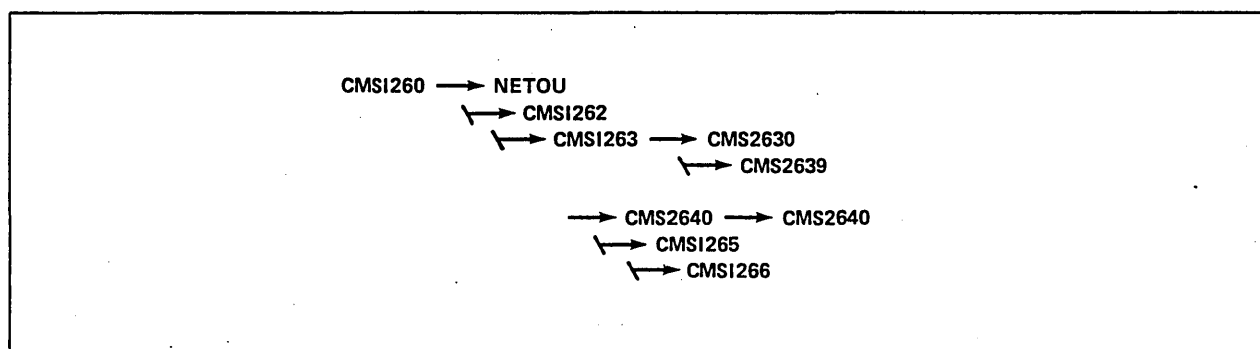 CMSI260 → NETOU
CMSI262
CMSI263 → CMS2630
CMS2639
→ CMS2640 → CMS2640
CMSI265
CMSI266